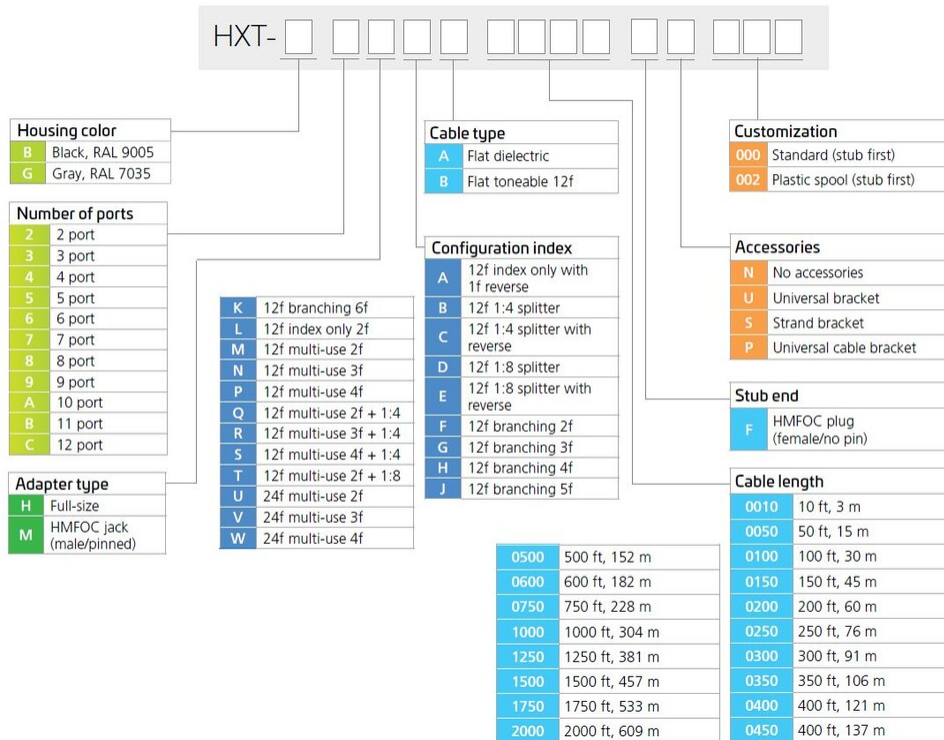 HXT-
Housing color
B Black, RAL 9005
G Gray, RAL 7035
Number of ports
2 2 port
3 3 port
4 4 port
5 5 port
6 6 port
7 7 port
8 8 port
9 9 port
A 10 port
B 11 port
C 12 port
Adapter type
H Full-size
M HMFOC jack
(male/pinned)
K 12f branching 6f
L 12f index only 2f
M 12f multi-use 2f
N 12f multi-use 3f
P 12f multi-use 4f
Q 12f multi-use 2f + 1:4
R 12f multi-use 3f + 1:4
S 12f multi-use 4f + 1:4
T 12f multi-use 2f + 1:8
U 24f multi-use 2f
V 24f multi-use 3f
W 24f multi-use 4f
Cable type
A Flat dielectric
B Flat toneable 12f
Configuration index
A 12f index only with
1f reverse
B 12f 1:4 splitter
C 12f 1:4 splitter with
reverse
D 12f 1:8 splitter
E 12f 1:8 splitter with
reverse
F 12f branching 2f
G 12f branching 3f
H 12f branching 4f
J 12f branching 5f
0500 500 ft, 152 m
0600 600 ft, 182 m
0750 750 ft, 228 m
1000 1000 ft, 304 m
1250 1250 ft, 381 m
1500 1500 ft, 457 m
1750 1750 ft, 533 m
2000 2000 ft, 609 m
Customization
000 Standard (stub first)
002 Plastic spool (stub first)
Accessories
N No accessories
U Universal bracket
S Strand bracket
P Universal cable bracket
Stub end
F HMFOC plug
(female/no pin)
Cable length
0010 10 ft, 3 m
0050 50 ft, 15 m
0100 100 ft, 30 m
0150 150 ft, 45 m
0200 200 ft, 60 m
0250 250 ft, 76 m
0300 300 ft, 91 m
0350 350 ft, 106 m
0400 400 ft, 121 m
0450 400 ft, 137 m